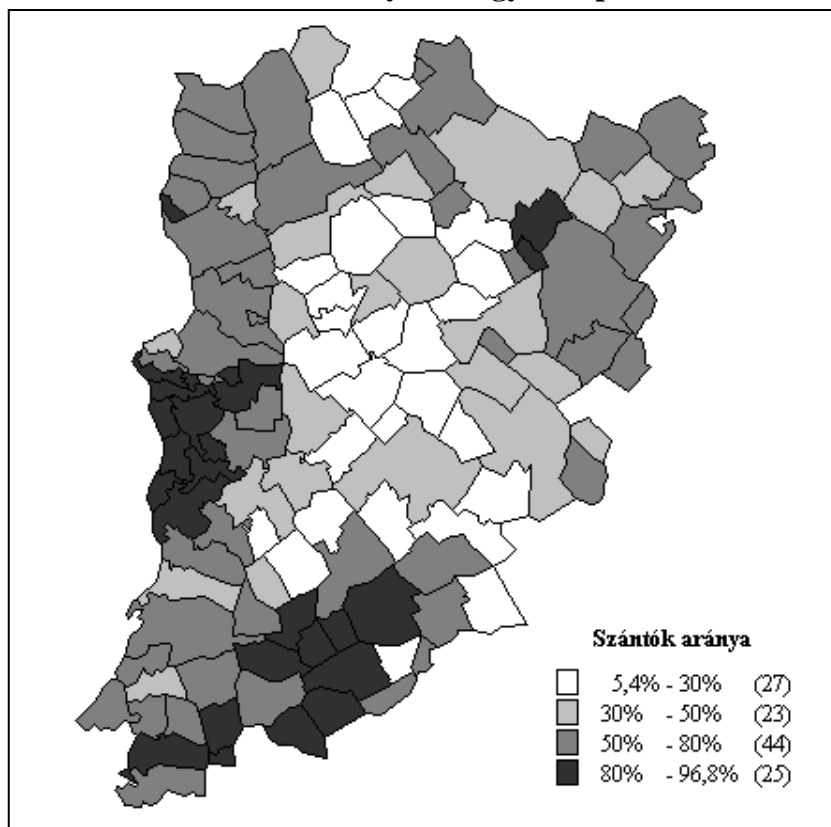 Szántók aránya
5,4% - 30% (27)
30% - 50% (23)
50% - 80% (44)
80% - 96,8% (25)